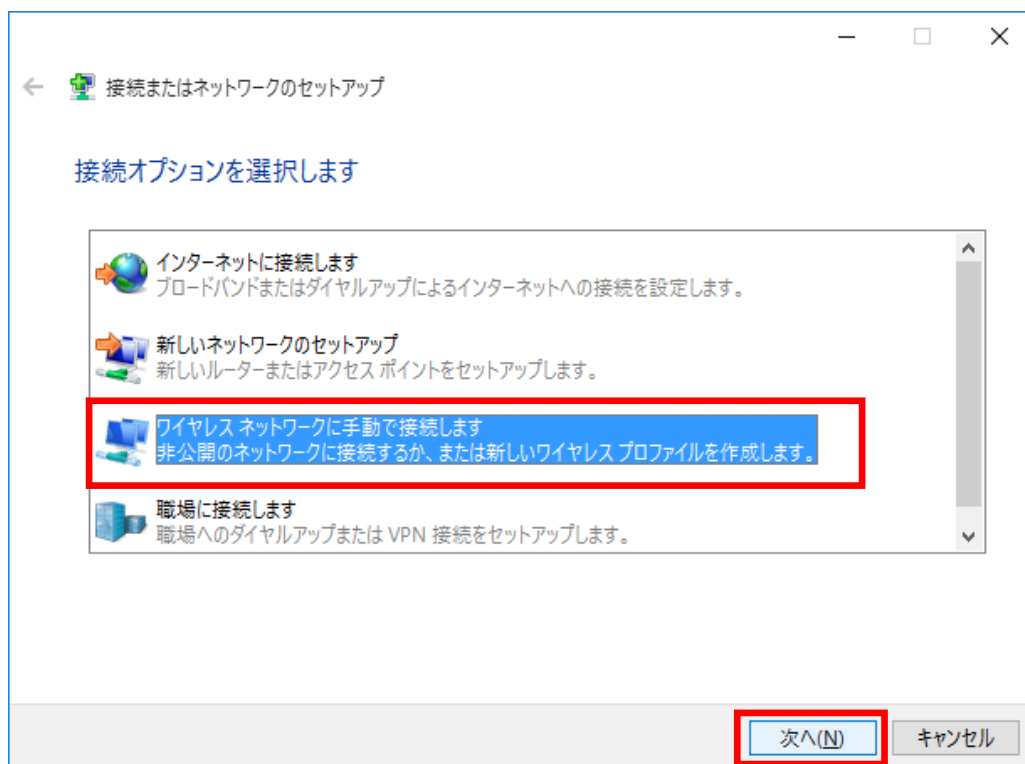 接続またはネットワークのセットアップ
接続オプションを選択します
インターネットに接続します
ブロードバンドまたはダイヤルアップによるインターネットへの接続を設定します。
新しいネットワークのセットアップ
新しいルーターまたはアクセス ポイントをセットアップします。
ワイヤレス ネットワークに手動で接続します
非公開のネットワークに接続するか、または新しいワイヤレス プロファイルを作成します。
職場に接続します
職場へのダイヤルアップまたは VPN 接続をセットアップします。
次へ(N)
キャンセル